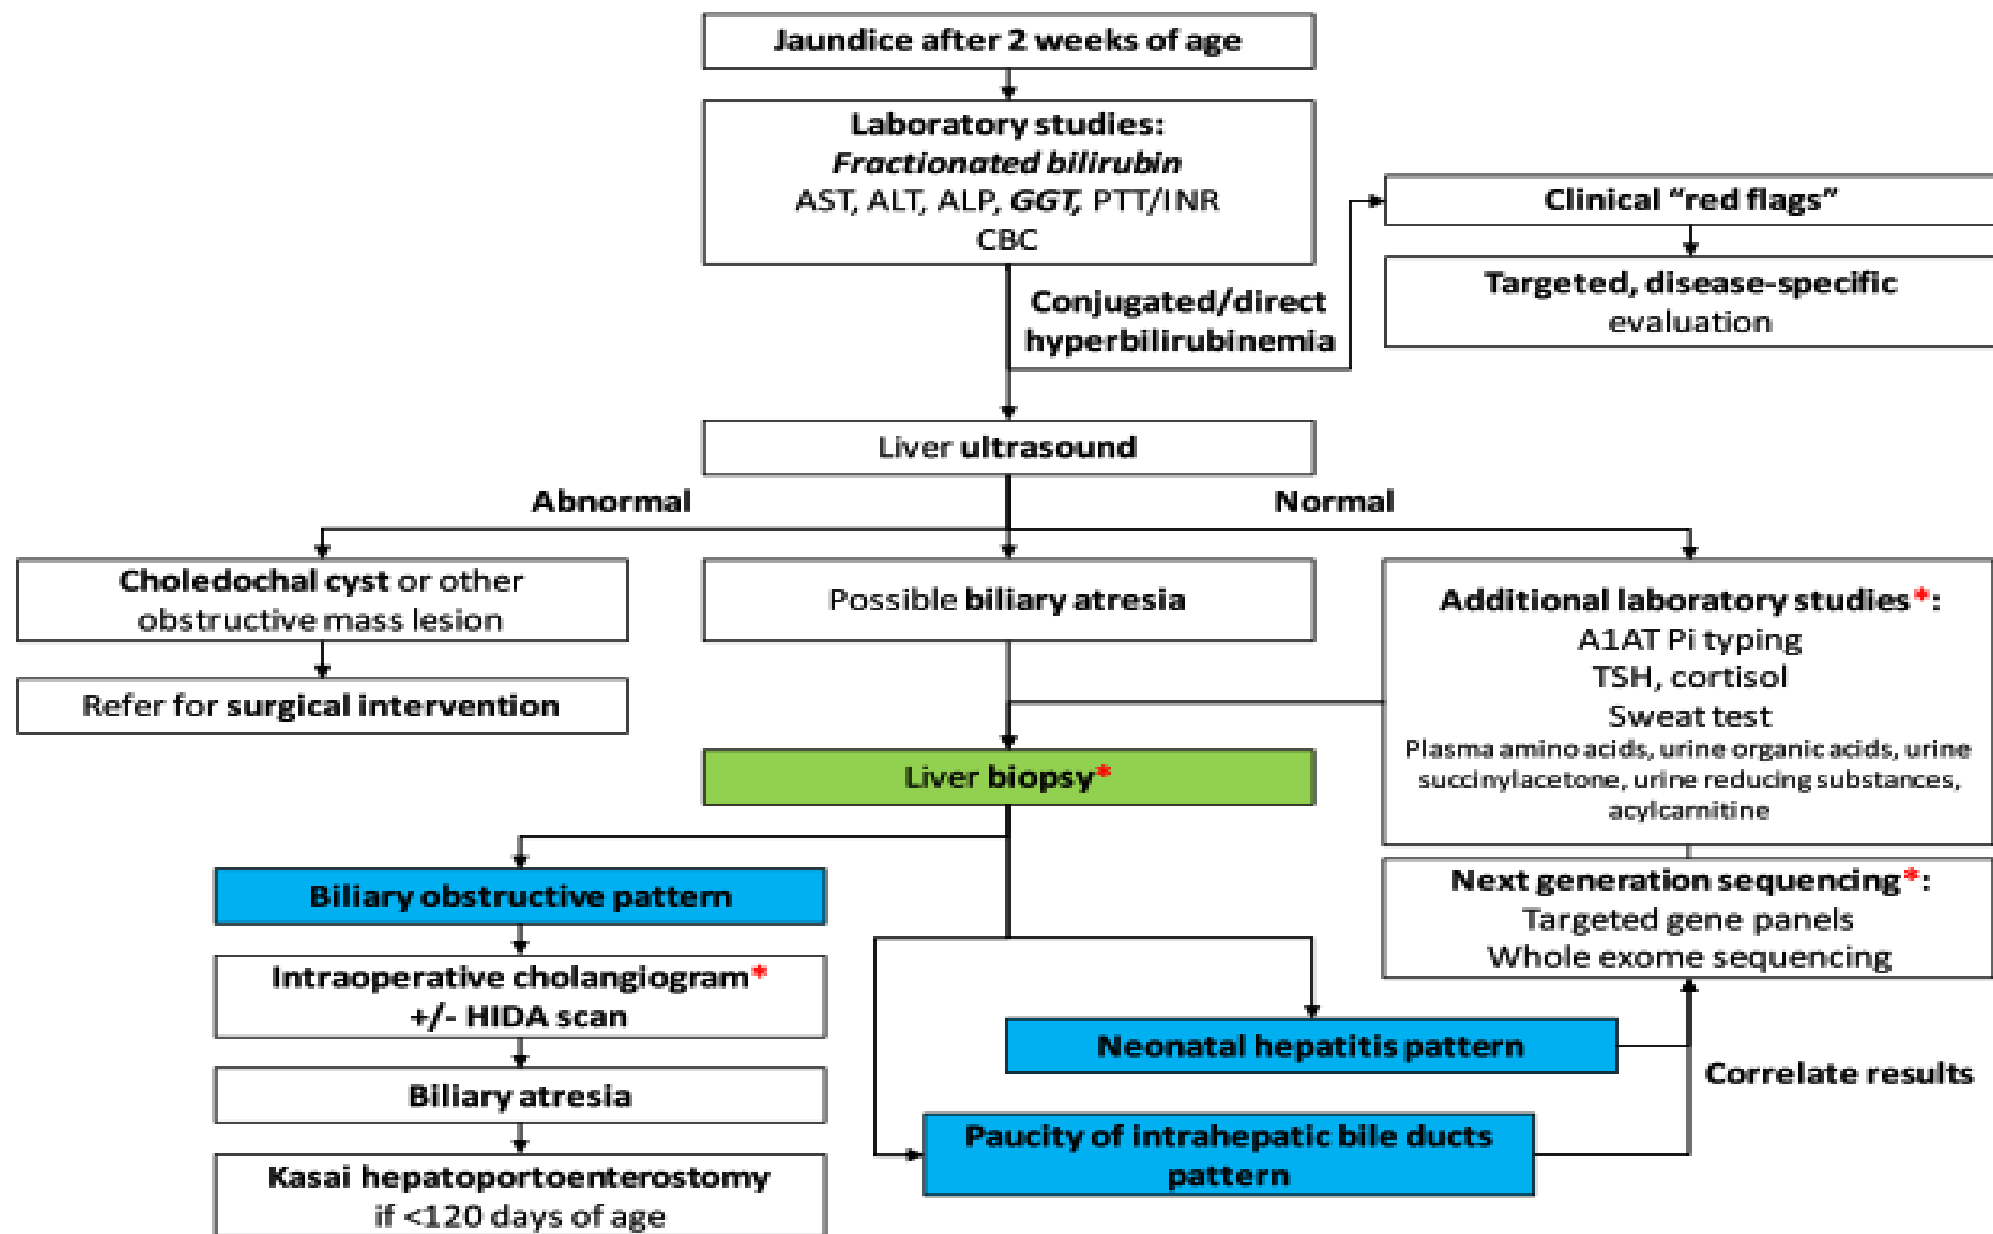 Jaundice after 2 weeks of age
Laboratory studies:
Fractionated bilirubin
AST, ALT, ALP, GGT, PTT/INR
CBC
Clinical “red flags”
Targeted, disease-specific
evaluation
Conjugated/direct
hyperbilirubinemia
Liver ultrasound
Abnormal
Normal
Choledochal cyst or other
obstructive mass lesion
Refer for surgical intervention
Possible biliary atresia
Additional laboratory studies*:
A1AT Pi typing
TSH, cortisol
Sweat test
Plasma amino acids, urine organic acids, urine
succinylacetone, urine reducing substances,
acylcarnitine
Liver biopsy*
Next generation sequencing*:
Targeted gene panels
Whole exome sequencing
Biliary obstructive pattern
Intraoperative cholangiogram*
+/- HIDA scan
Biliary atresia
Kasai hepatoportoenterostomy
if <120 days of age
Neonatal hepatitis pattern
Correlate results
Paucity of intrahepatic bile ducts
pattern